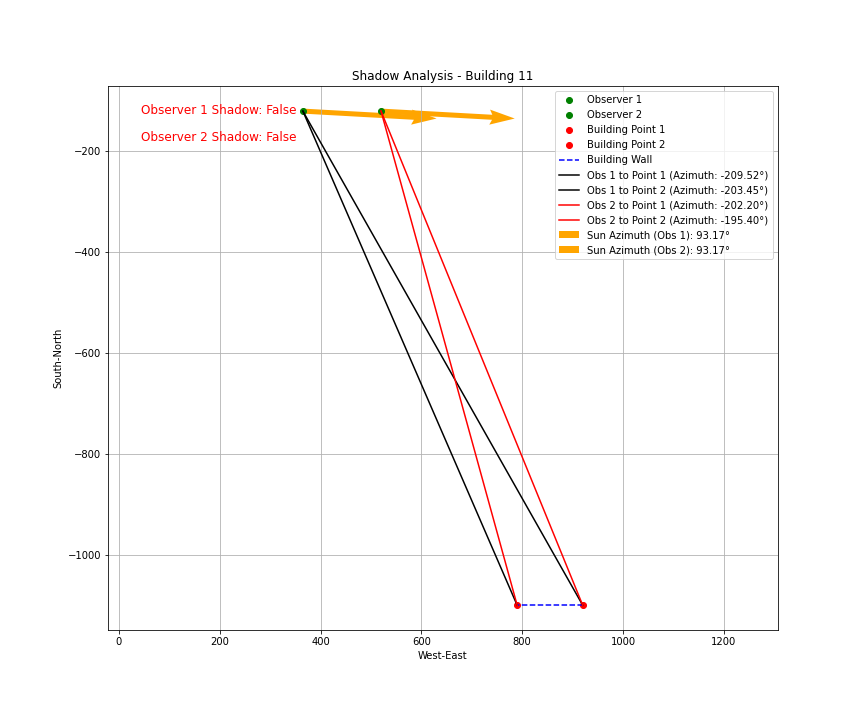 Shadow Analysis - Building 11
Observer 1 Shadow: False
Observer 2 Shadow: False
Observer 1
Observer 2
Building Point 1
Building Point 2
Building Wall
Obs 1 to Point 1 (Azimuth: -209.52°)
Obs 1 to Point 2 (Azimuth: -203.45°)
Obs 2 to Point 1 (Azimuth: -202.20°)
Obs 2 to Point 2 (Azimuth: -195.40°)
Sun Azimuth (Obs 1): 93.17°
Sun Azimuth (Obs 2): 93.17°
−200
−400
−600
−800
−1000
South-North
0 200 400 600 800 1000 1200
West-East